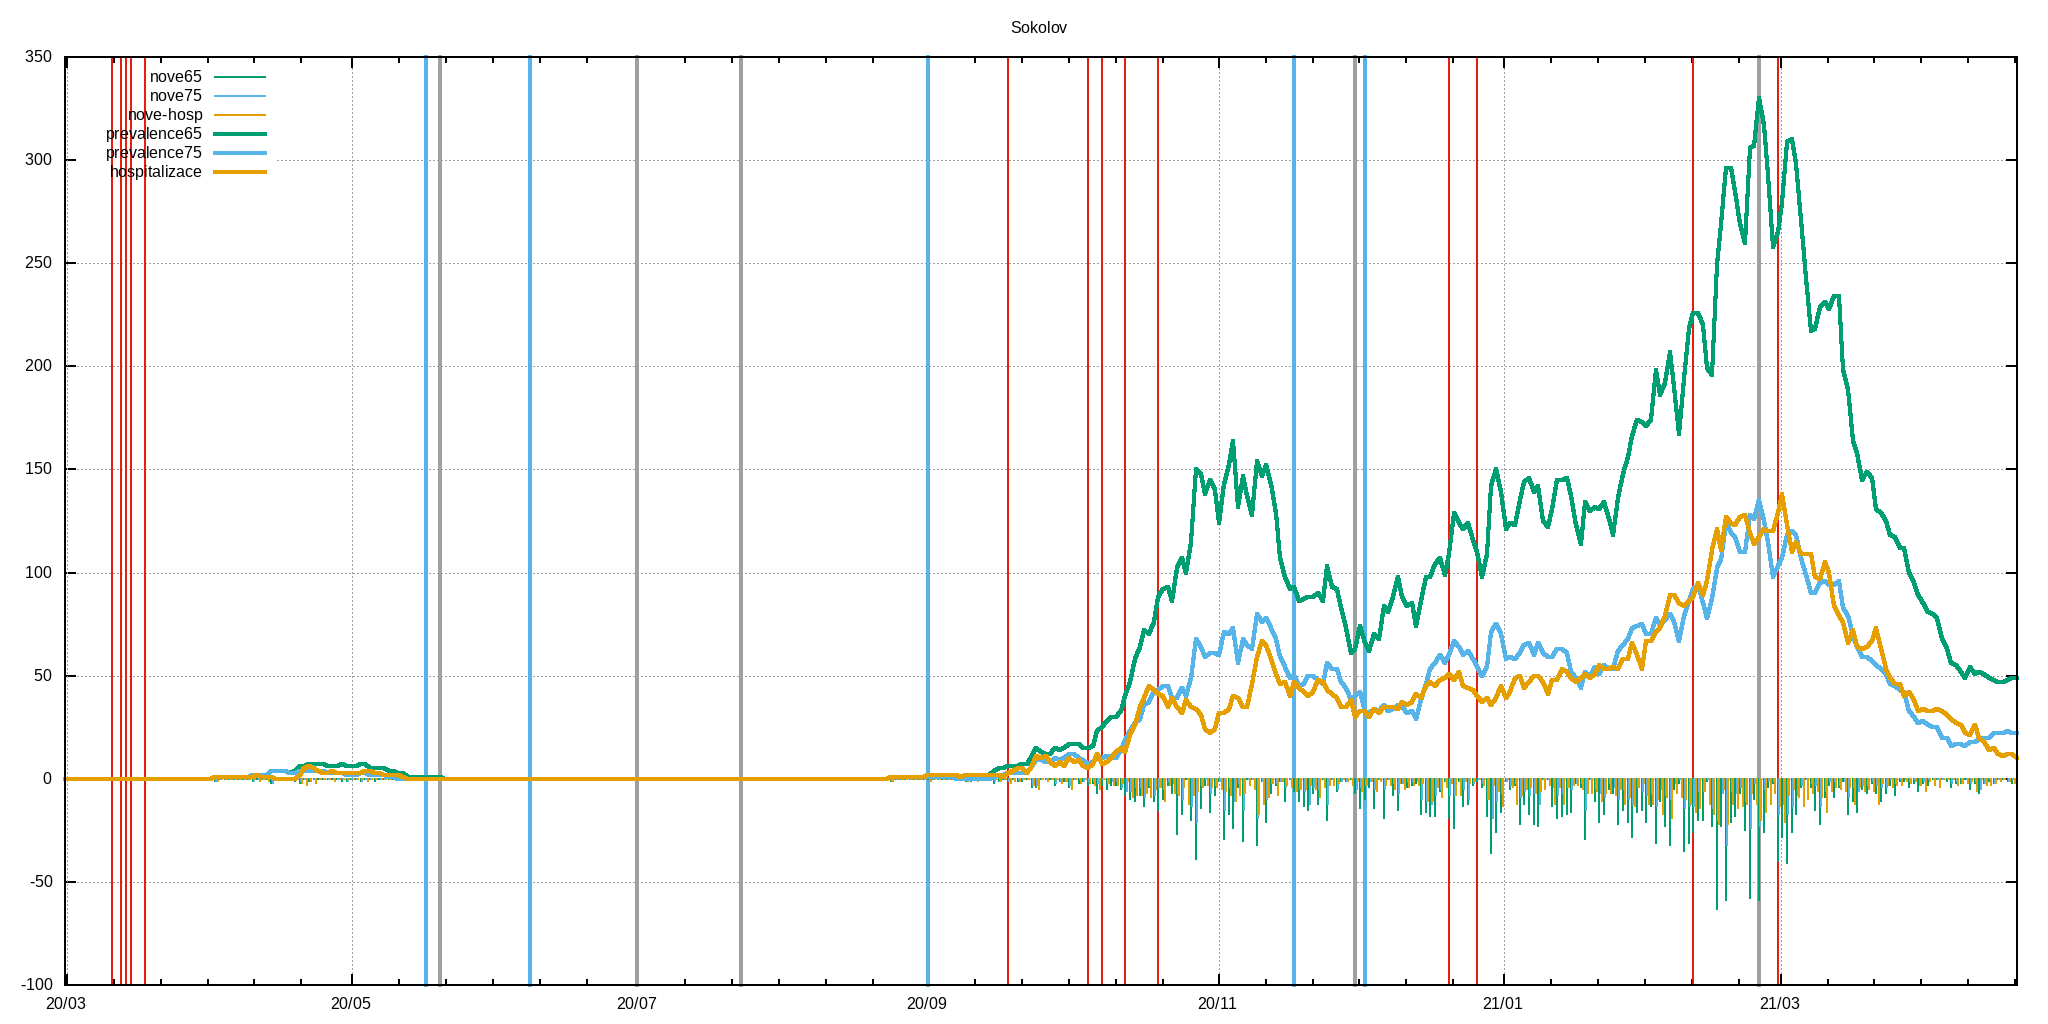 Sokolov
350
300
250
200
150
100
50
0
-50
-100
nove65
nove75
nove-hosp
prevalence65
prevalence75
hospitalizace
20/03 20/05 20/07 20/09 20/11 21/01 21/03